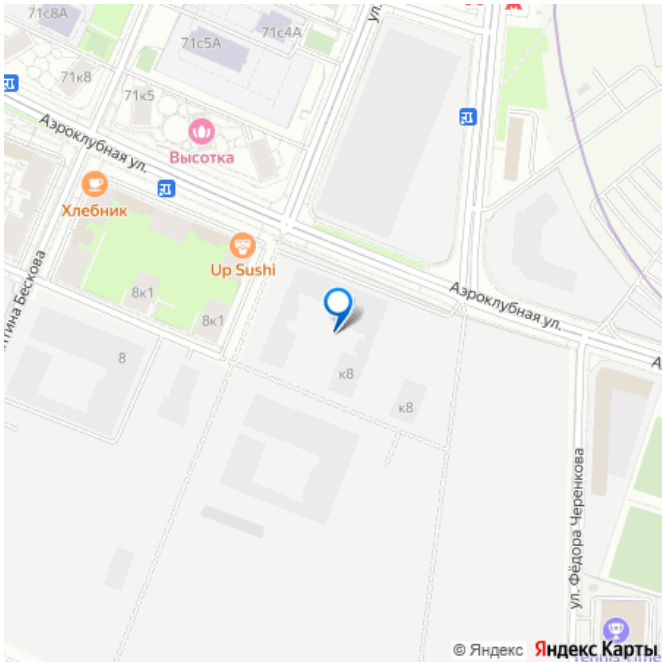 71с8А
71с5А
71с4А
ул.
71к8
71к5
Аэроклубная ул.
Высотка
Хлебник
Up Sushi
8к1
8к1
Аэроклубная ул.
8
к8
к8
ул. Фёдора Черенкова
© Яндекс Яндекс Карты